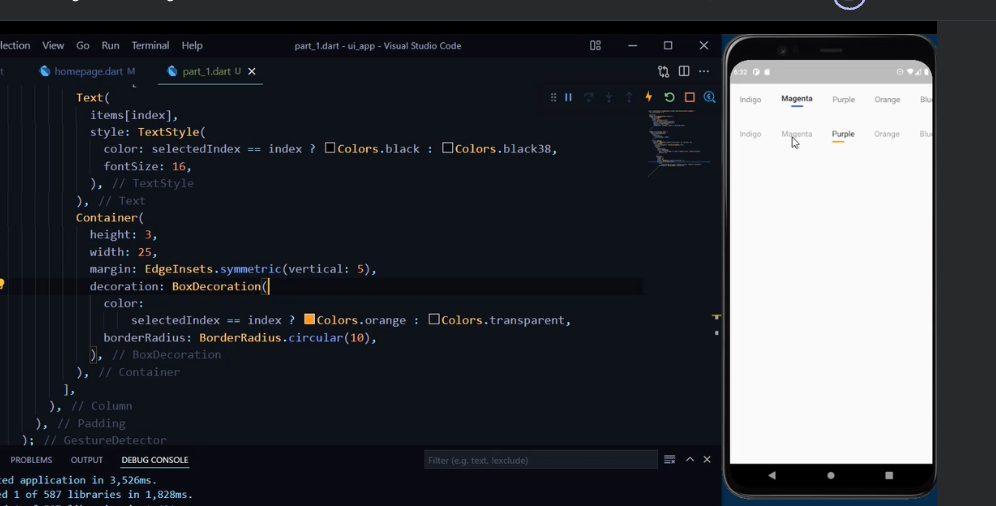 lection View Go Run Terminal Help
part_1.dart - ui_app - Visual Studio Code
homepage.dart M
part_1.dart U
Text(
items[index],
style: TextStyle(
color: selectedIndex == index ? Colors.black : Colors.black38,
fontSize: 16,
), // TextStyle
), // Text
Container(
height: 3,
width: 25,
margin: EdgeInsets.symmetric(vertical: 5),
decoration: BoxDecoration(
color:
selectedIndex == index ? Colors.orange : Colors.transparent,
borderRadius: BorderRadius.circular(10),
), // BoxDecoration
), // Container
],
), // Column
), // Padding
); // GestureDetector
PROBLEMS OUTPUT DEBUG CONSOLE
Filter (e.g. text, !exclude)
ted application in 3,526ms.
ed 1 of 587 libraries in 1,828ms.
6:32
Indigo Magenta Purple Orange Blu
Indigo Magenta Purple Orange Blu